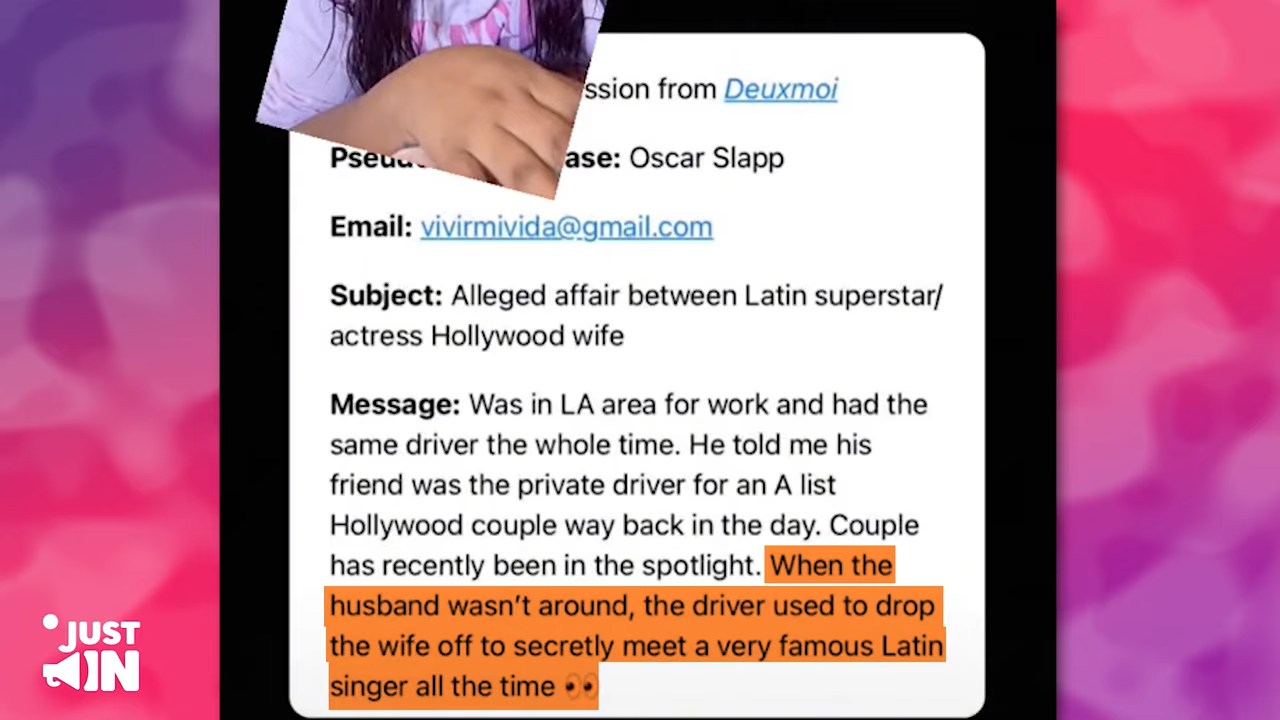 ssion from Deuxmoi
ase: Oscar Slapp
Email: vivirmivida@gmail.com
Subject: Alleged affair between Latin superstar/
actress Hollywood wife
Message: Was in LA area for work and had the
same driver the whole time. He told me his
friend was the private driver for an A list
Hollywood couple way back in the day. Couple
has recently been in the spotlight. When the
husband wasn’t around, the driver used to drop
the wife off to secretly meet a very famous Latin
singer all the time 👀
JUST
IN